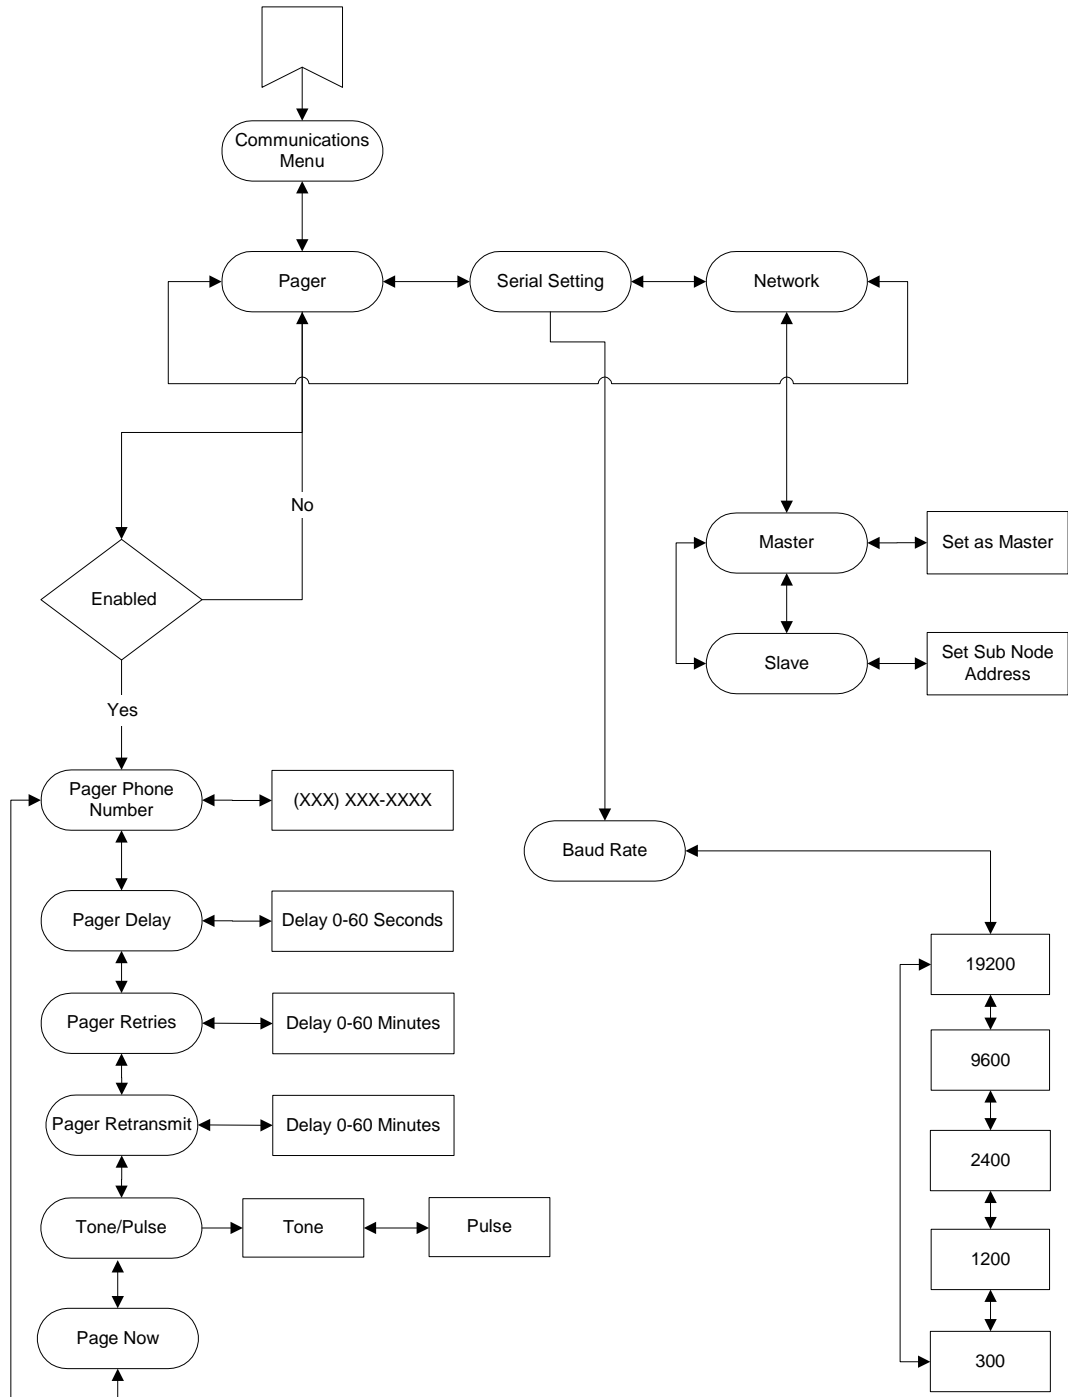 Communications
Menu
Pager
Serial Setting
Network
No
Enabled
Yes
Master
Set as Master
Slave
Set Sub Node
Address
Pager Phone
Number
(XXX) XXX-XXXX
Baud Rate
Pager Delay
Delay 0-60 Seconds
Pager Retries
Delay 0-60 Minutes
Pager Retransmit
Delay 0-60 Minutes
Tone/Pulse
Tone
Pulse
Page Now
19200
9600
2400
1200
300